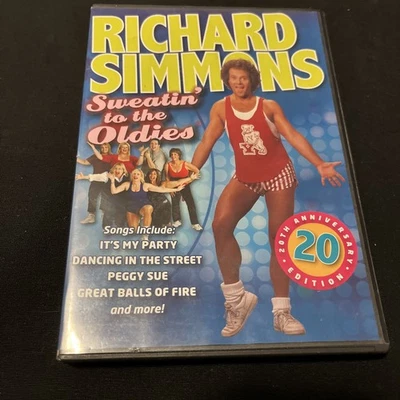 RICHARD
SIMMONS
Sweatin'
to the
Oldies
Songs Include:
IT'S MY PARTY
DANCING IN THE STREET
PEGGY SUE
GREAT BALLS OF FIRE
and more!
20TH ANNIVERSARY
20
EDITION